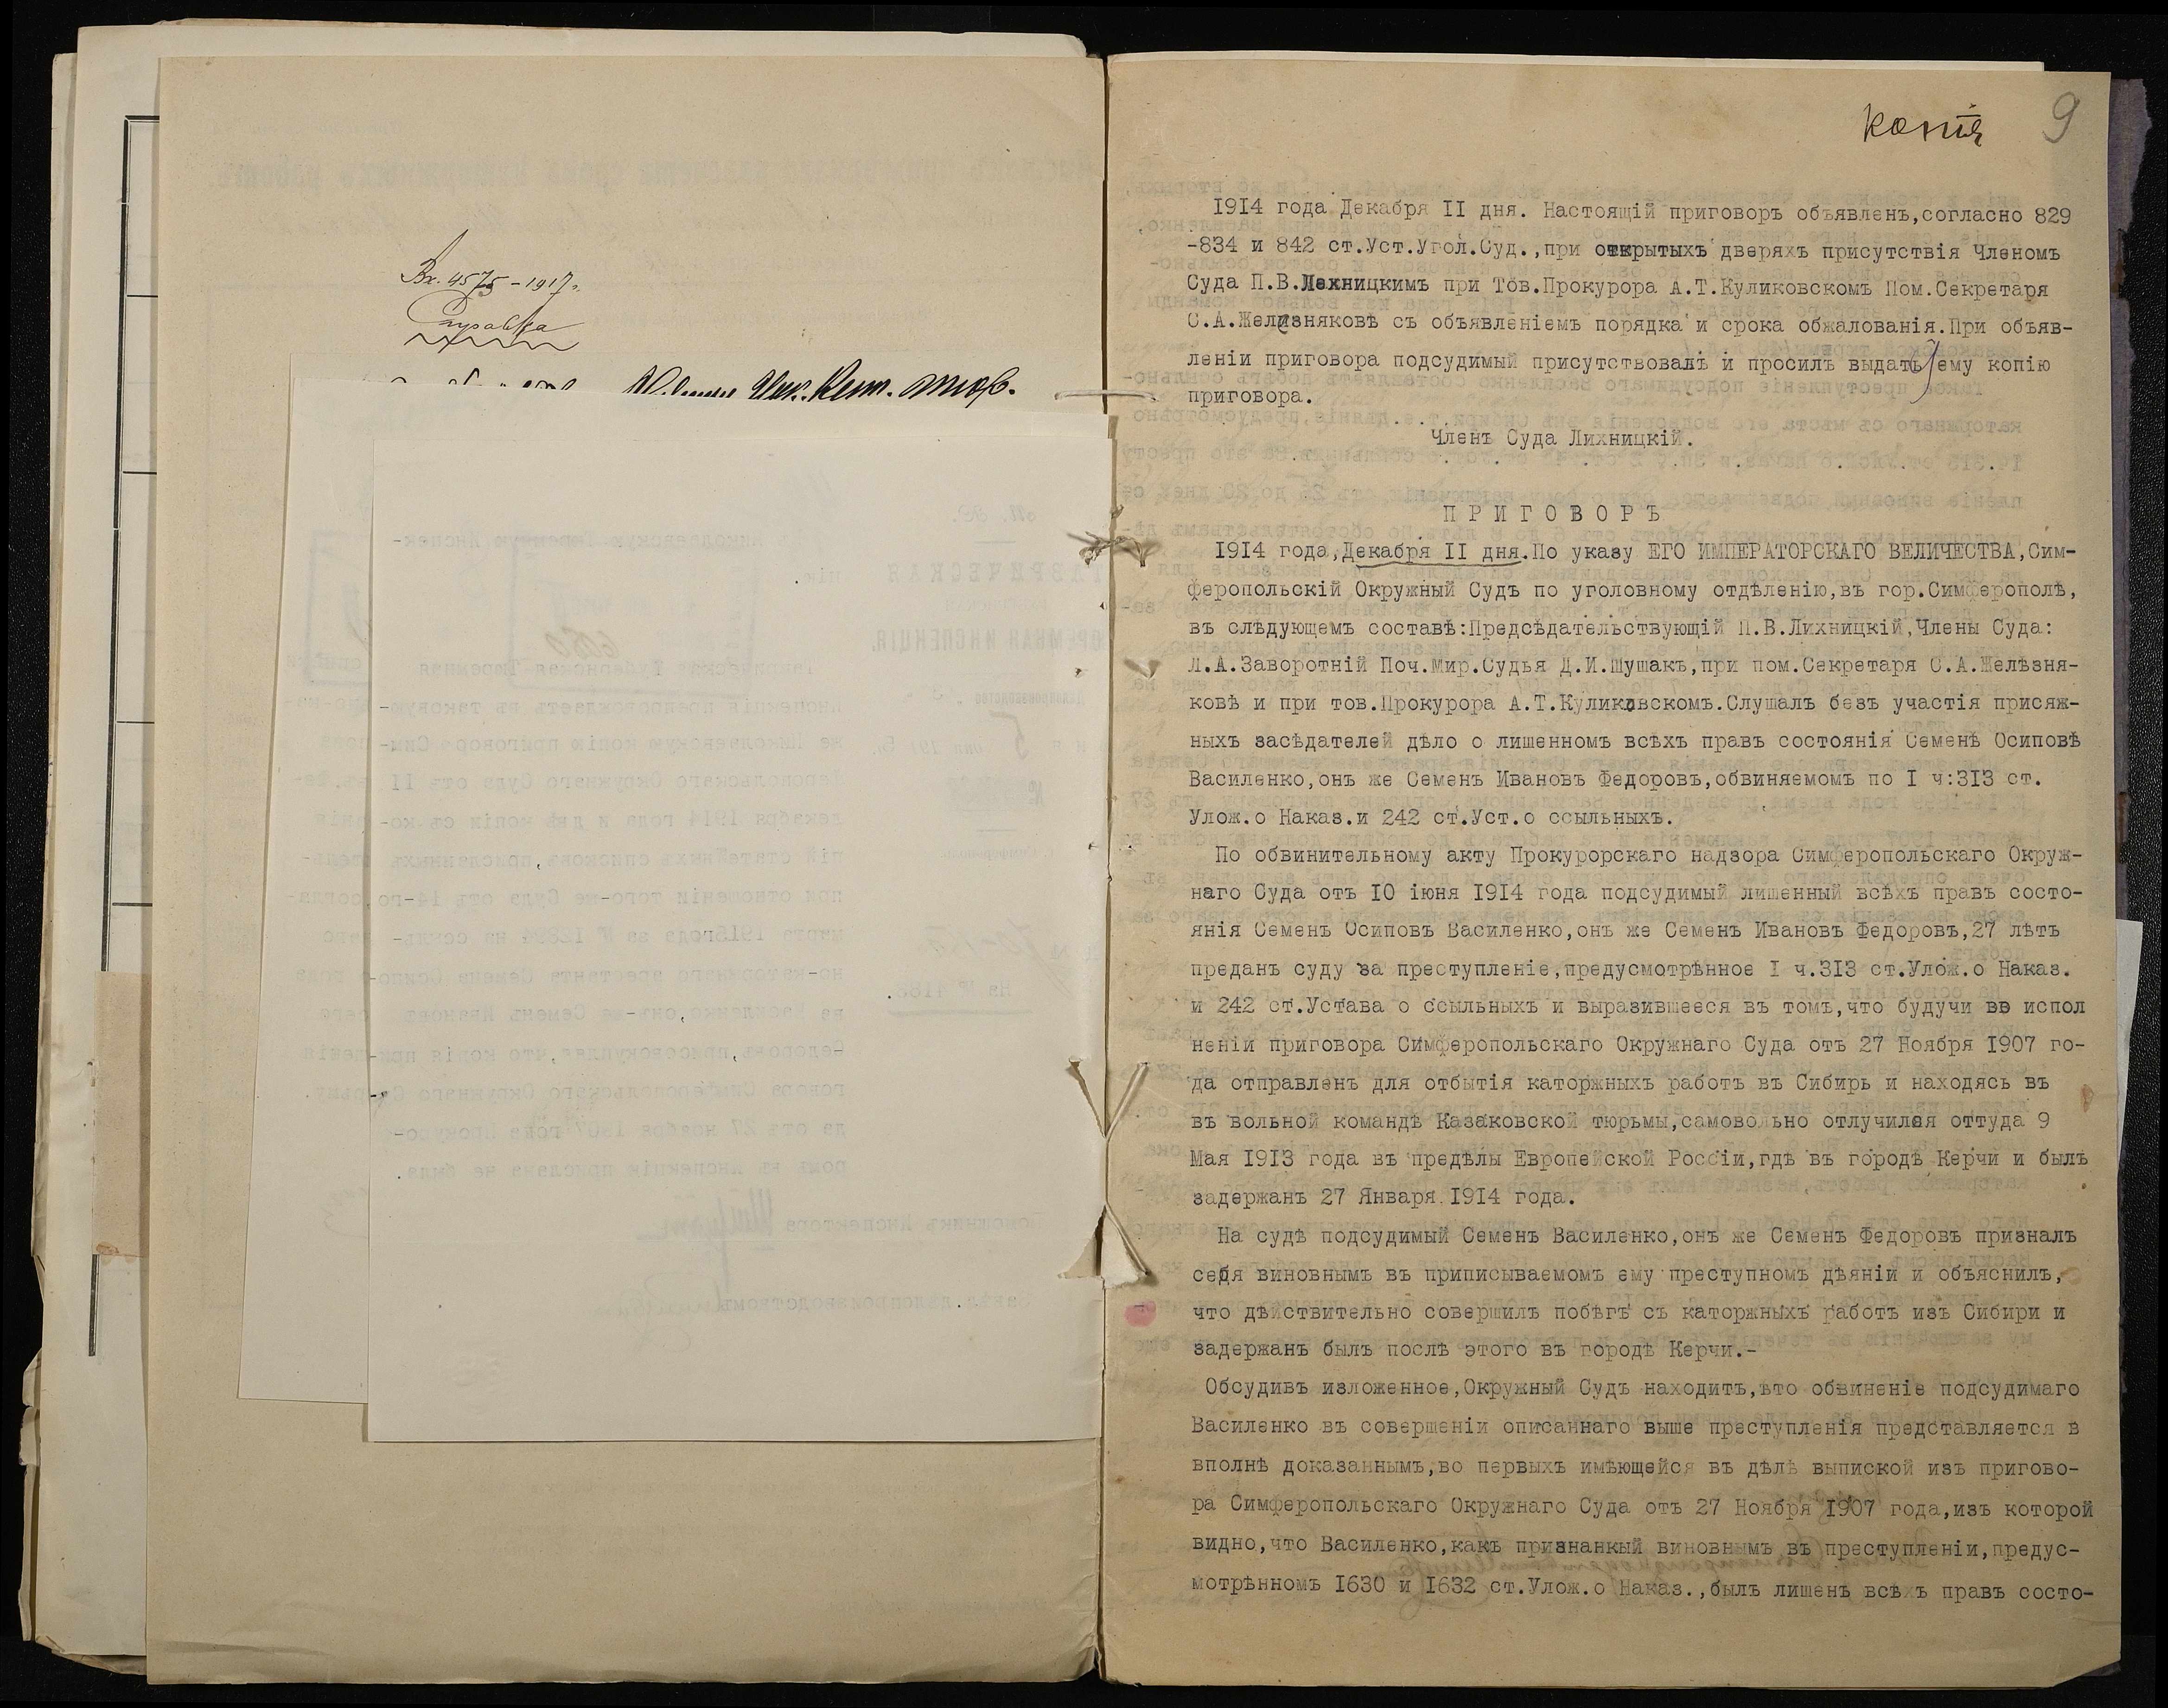 Вх. 4575 - 1917 г.
Справка
копія
9
1914 года Декабря II дня. Настоящій приговоръ объявленъ,согласно 829
-834 и 842 ст.Уст.Угол.Суд.,при открытыхъ дверяхъ присутствія Членомъ
Суда П.В.Лихницкимъ при Тов.Прокурора А.Т.Куликовскомъ Пом.Секретаря
С.А.Желѣзняковѣ съ объявленіемъ порядка и срока обжалованія.При объяв-
леніи приговора подсудимый присутствовалъ и просилъ выдать ему копію
приговора.
Членъ Суда Лихницкій.
ПРИГОВОРЪ
1914 года,Декабря II дня.По указу ЕГО ИМПЕРАТОРСКАГО ВЕЛИЧЕСТВА,Сим-
феропольскій Окружный Судъ по уголовному отдѣленію,въ гор.Симферополѣ,
въ слѣдующемъ составѣ:Предсѣдательствующій П.В.Лихницкій,Члены Суда:
Л.А.Заворотній Поч.Мир.Судья Д.И.Шушакъ,при пом.Секретаря С.А.Желѣзня-
ковѣ и при тов.Прокурора А.Т.Куликовскомъ.Слушалъ безъ участія присяж-
ныхъ засѣдателей дѣло о лишенномъ всѣхъ правъ состоянія Семенѣ Осиповѣ
Василенко,онъ же Семенъ Ивановъ Федоровъ,обвиняемомъ по I ч:313 ст.
Улож.о Наказ.и 242 ст.Уст.о ссыльныхъ.
По обвинительному акту Прокурорскаго надзора Симферопольскаго Окруж-
наго Суда отъ 10 іюня 1914 года подсудимый лишенный всѣхъ правъ состо-
янія Семенъ Осиповъ Василенко,онъ же Семенъ Ивановъ Федоровъ,27 лѣтъ
преданъ суду за преступленіе,предусмотрѣнное I ч.313 ст.Улож.о Наказ.
и 242 ст.Устава о ссыльныхъ и выразившееся въ томъ,что будучи во испол
неніи приговора Симферопольскаго Окружнаго Суда отъ 27 Ноября 1907 го-
да отправленъ для отбытія каторжныхъ работъ въ Сибирь и находясь въ
въ вольной командѣ Казаковской тюрьмы,самовольно отлучился оттуда 9
Мая 1913 года въ предѣлы Европейской Россіи,гдѣ въ городѣ Керчи и былъ
задержанъ 27 Января 1914 года.
На судѣ подсудимый Семенъ Василенко,онъ же Семенъ Федоровъ призналъ
себя виновнымъ въ приписываемомъ ему преступномъ дѣяніи и объяснилъ,
что дѣйствительно совершилъ побѣгъ съ каторжныхъ работъ изъ Сибири и
задержанъ былъ послѣ этого въ городѣ Керчи.-
Обсудивъ изложенное,Окружный Судъ находитъ,что обвиненіе подсудимаго
Василенко въ совершеніи описаннаго выше преступленія представляется в
вполнѣ доказаннымъ,во первыхъ имѣющейся въ дѣлѣ выпиской изъ пригово-
ра Симферопольскаго Окружнаго Суда отъ 27 Ноября 1907 года,изъ которой
видно,что Василенко,какъ признанкый виновнымъ въ преступленіи,предус-
мотрѣнномъ 1630 и 1632 ст.Улож.о Наказ.,былъ лишенъ всѣхъ правъ состо-